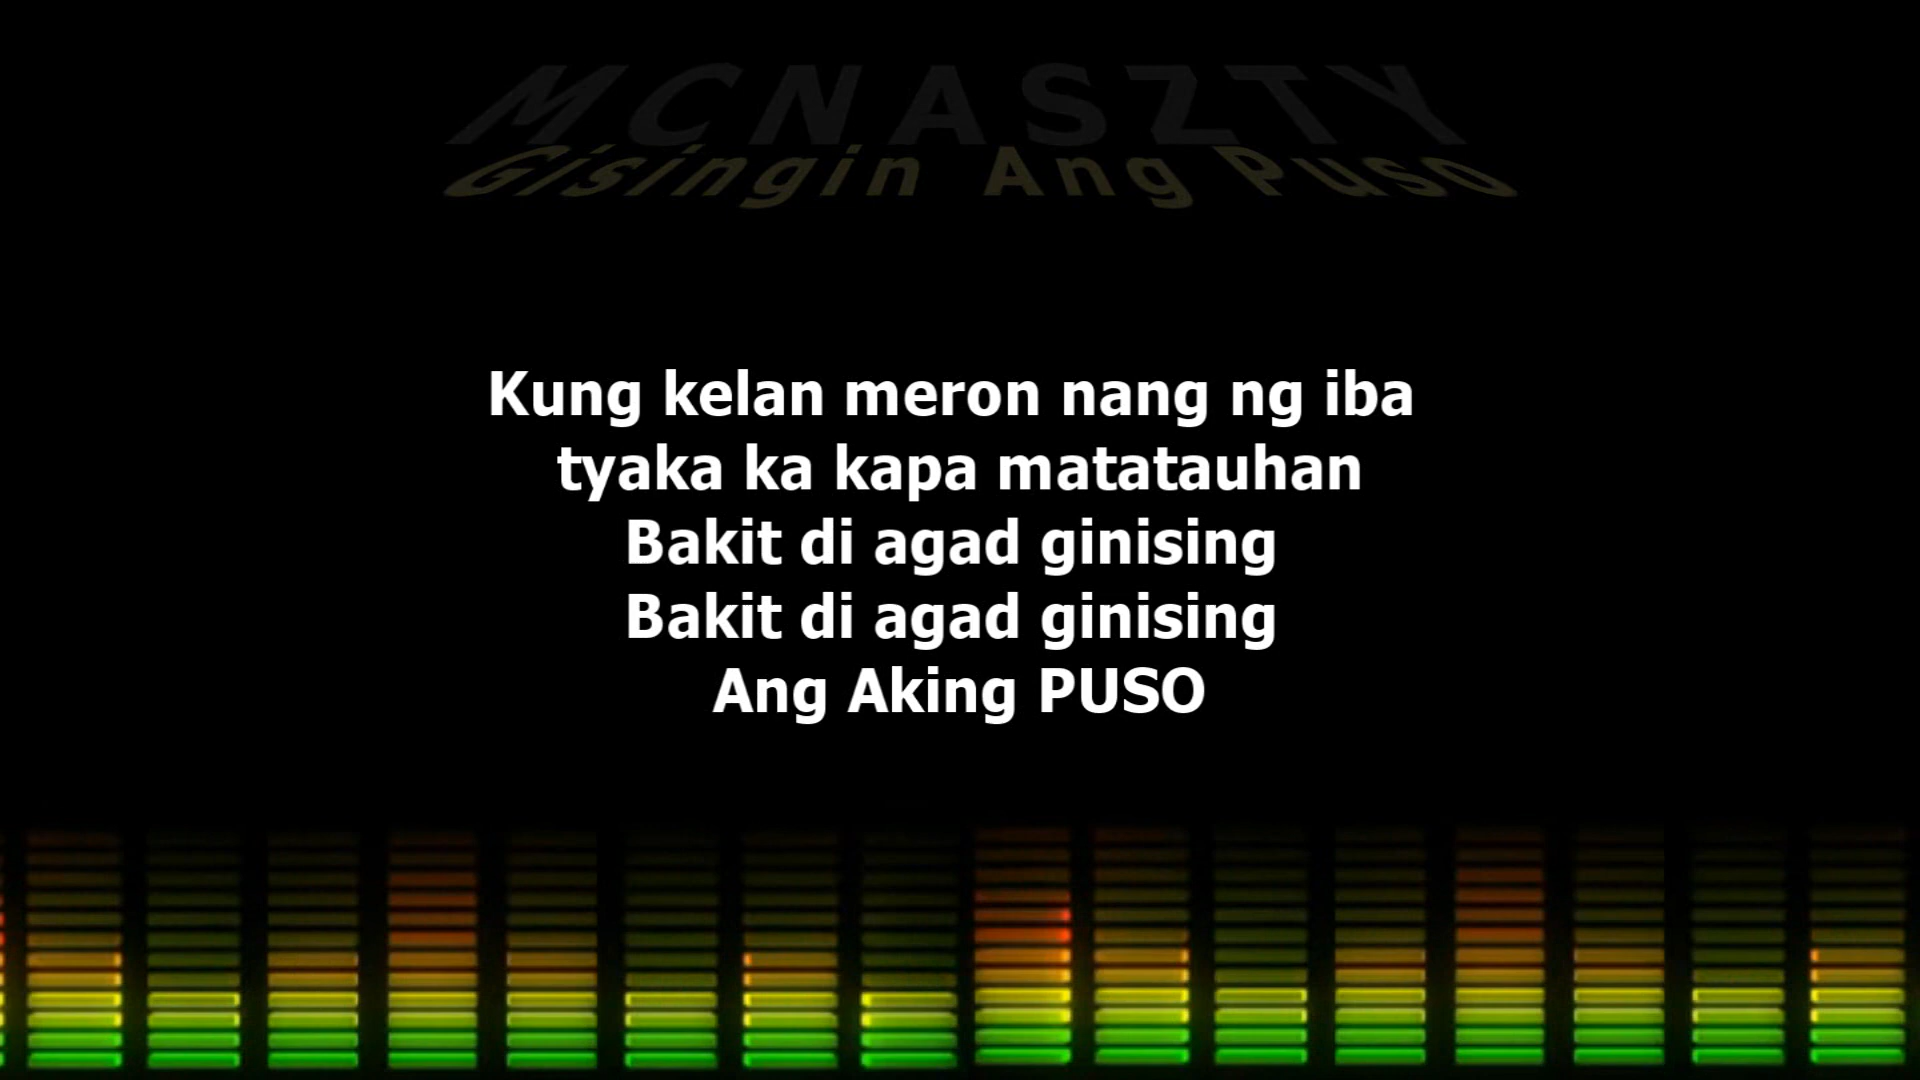 MCNASZTY
Gisingin Ang Puso
Kung kelan meron nang ng iba
tyaka ka kapa matatauhan
Bakit di agad ginising
Bakit di agad ginising
Ang Aking PUSO